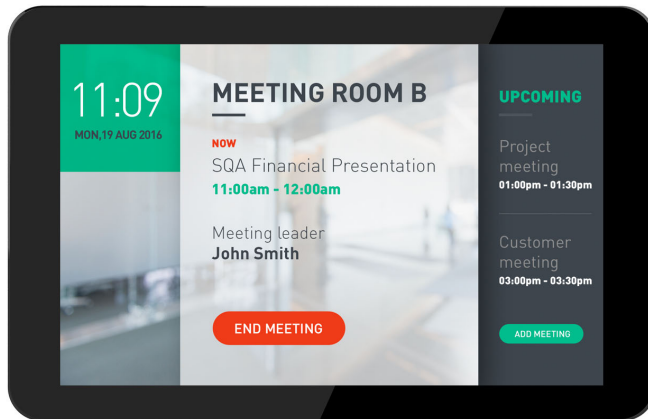 11:09
MON,19 AUG 2016
MEETING ROOM B
NOW
SQA Financial Presentation
11:00am - 12:00am
Meeting leader
John Smith
END MEETING
UPCOMING
Project
meeting
01:00pm - 01:30pm
Customer
meeting
03:00pm - 03:30pm
ADD MEETING